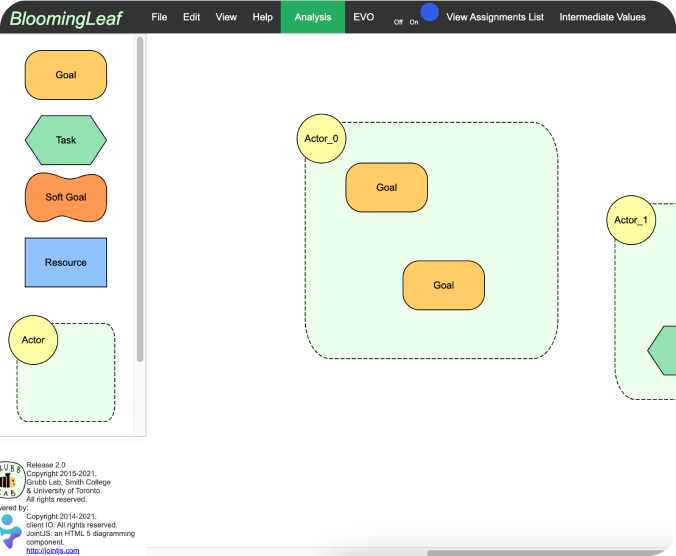 BloomingLeaf File Edit View Help Analysis EVO Off On View Assignments List Intermediate Values
Goal
Task
Soft Goal
Resource
Actor
Actor_0
Goal
Goal
Actor_1
Release 2.0
Copyright 2015-2021.
Grubb Lab, Smith College
& University of Toronto.
All rights reserved.
wered by:
Copyright 2014-2021.
client IO. All rights reserved.
JointJS: an HTML 5 diagramming
component.
http://jointjs.com